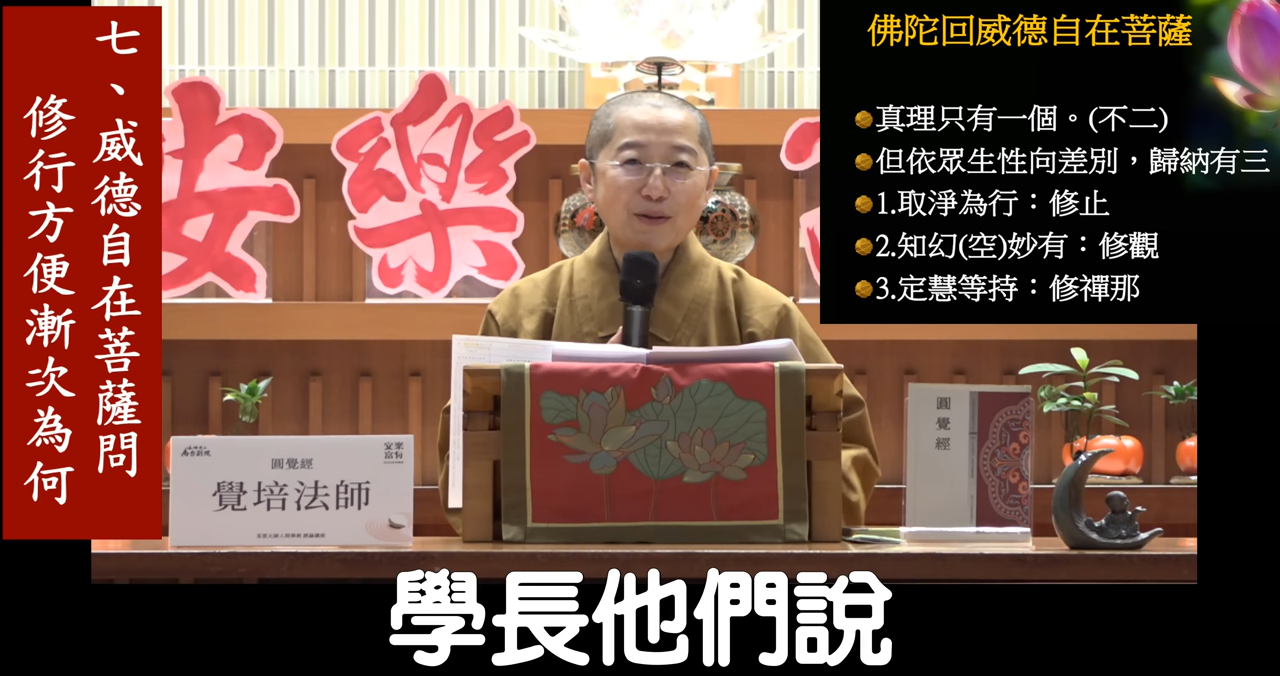 七、威德自在菩薩問
修行方便漸次為何
佛陀回威德自在菩薩
真理只有一個。(不二)
但依眾生性向差別，歸納有三
1.取淨為行：修止
2.知幻(空)妙有：修觀
3.定慧等持：修禪那
安樂
安樂
富有
圓覺經
覺培法師
圓覺經
學長他們說